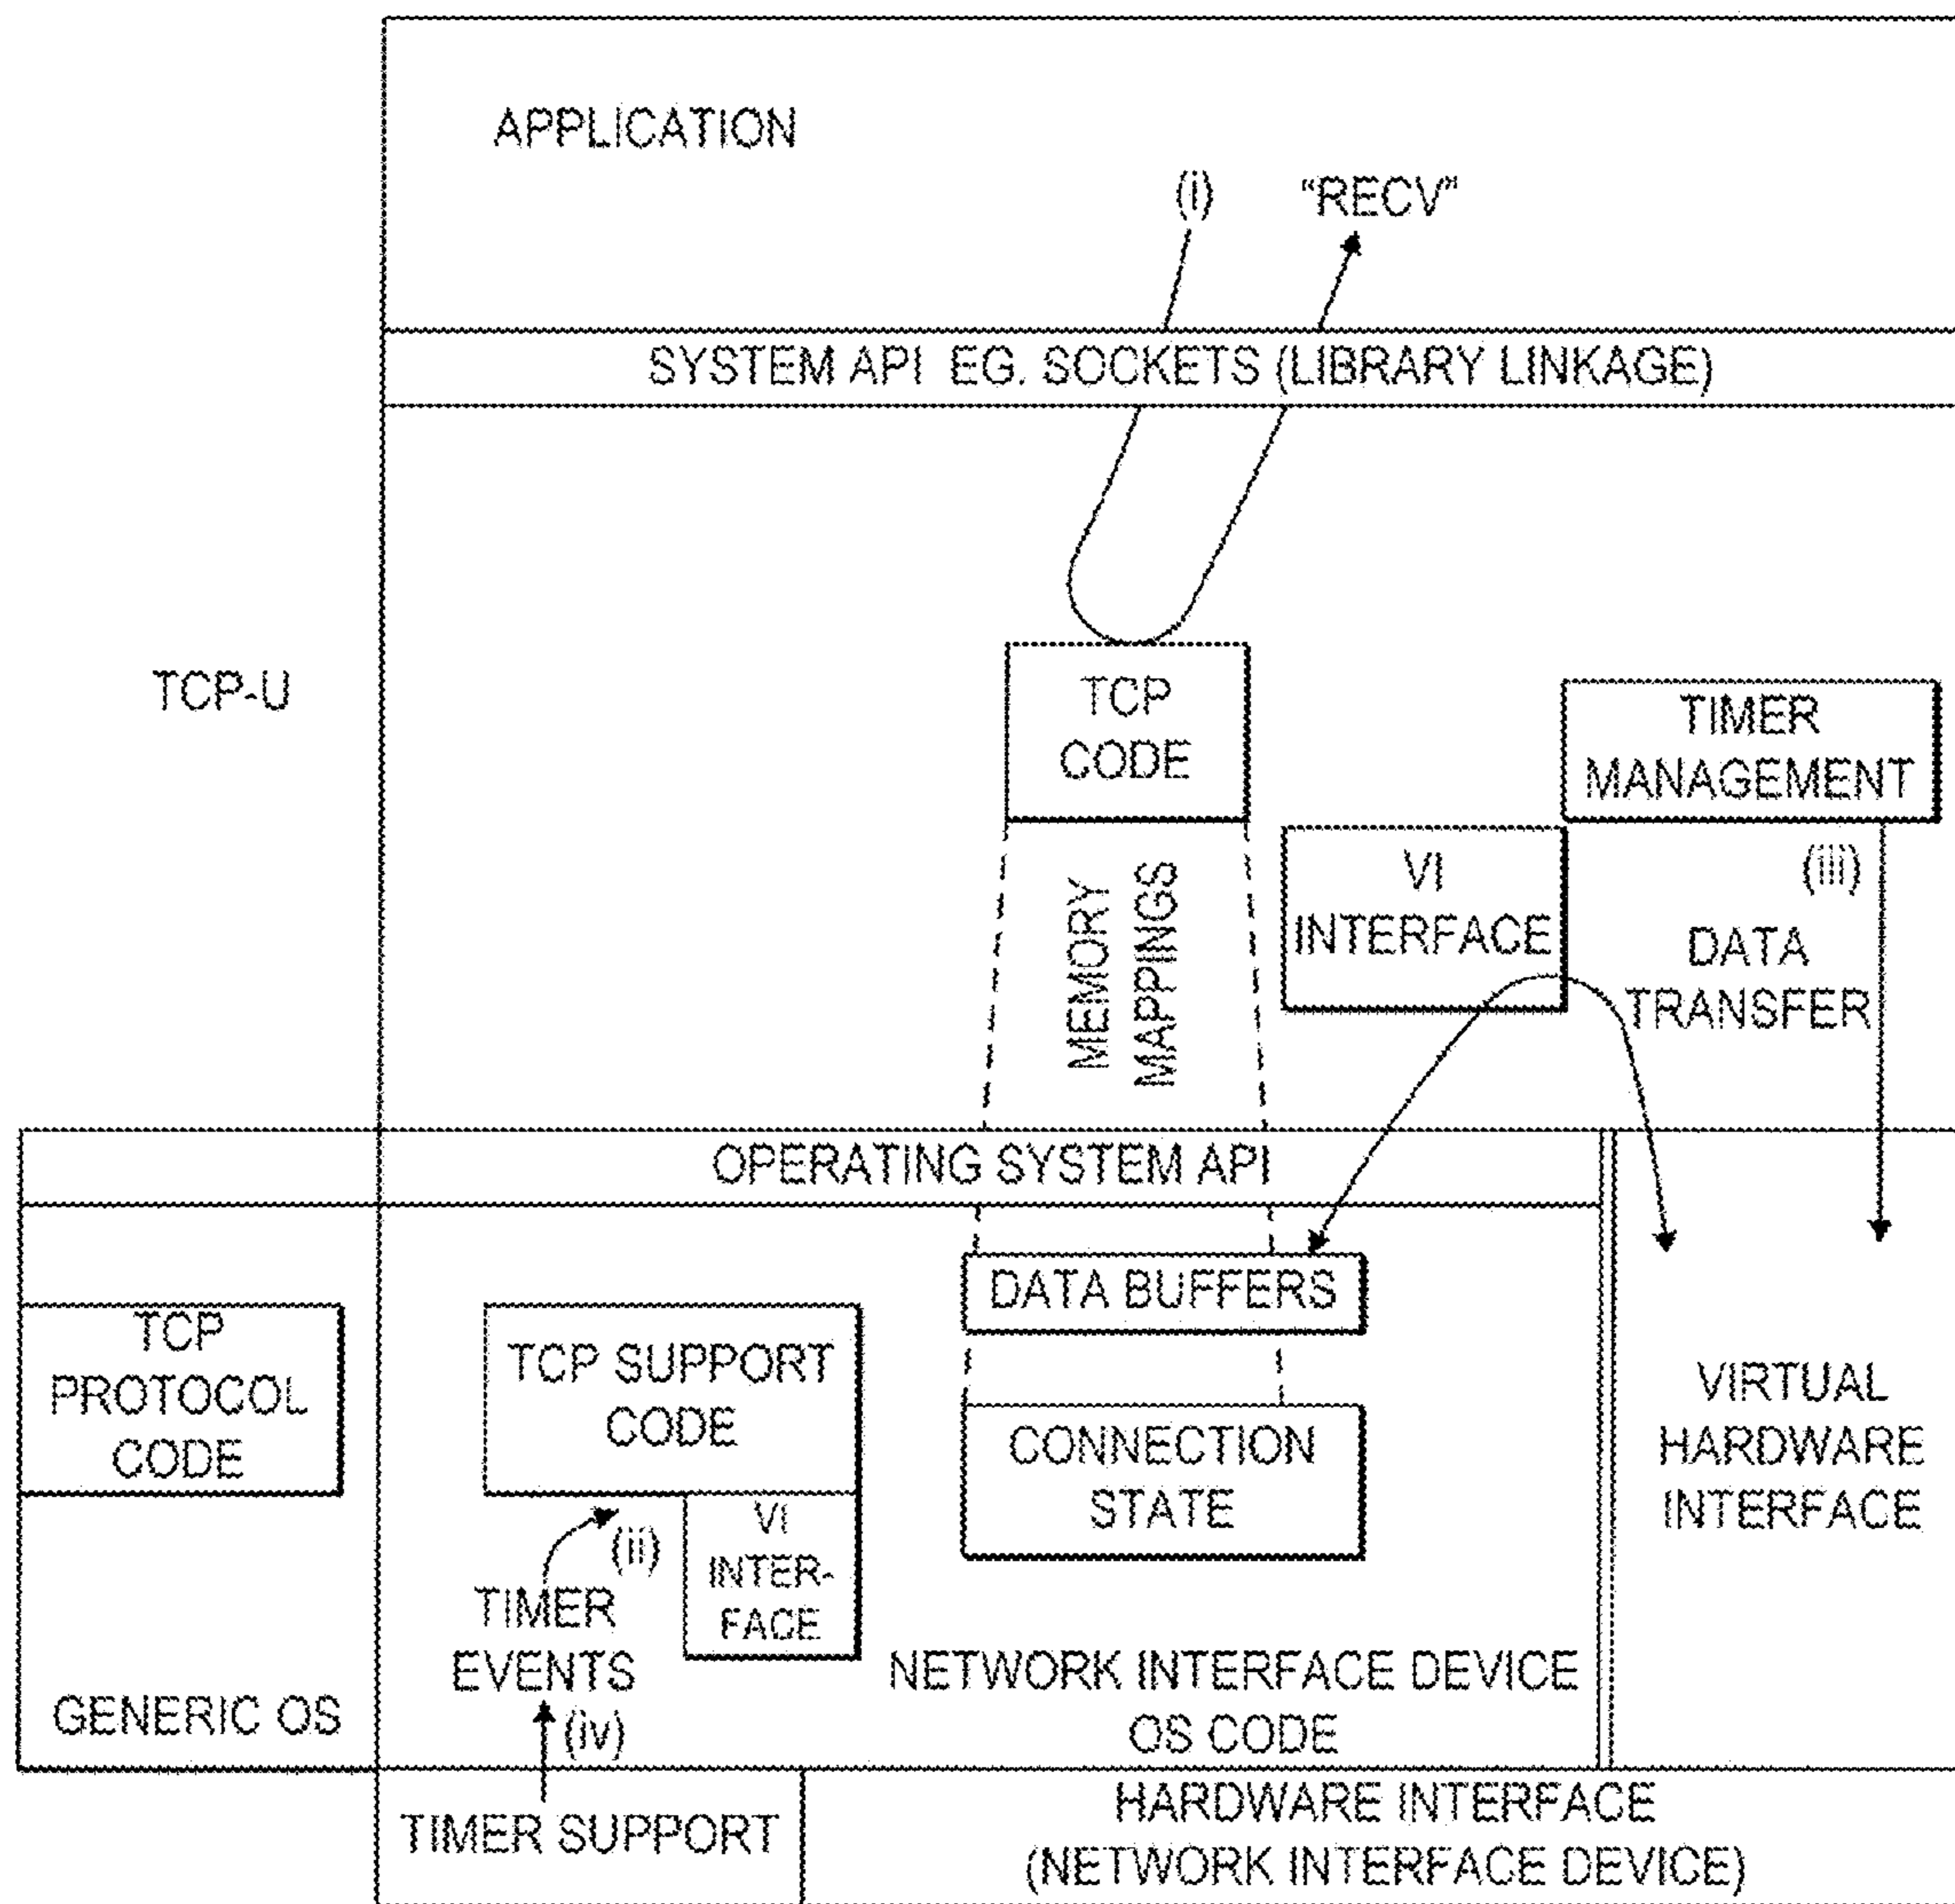 APPLICATION
(i)
"RECV"
SYSTEM API EG. SOCKETS (LIBRARY LINKAGE)
TCP-U
TCP
CODE
TIMER
MANAGEMENT
(iii)
VI
INTERFACE
DATA
TRANSFER
MEMORY
MAPPINGS
OPERATING SYSTEM API
DATA BUFFERS
TCP
PROTOCOL
CODE
TCP SUPPORT
CODE
CONNECTION
STATE
VIRTUAL
HARDWARE
INTERFACE
(ii)
VI
INTER-
FACE
TIMER
EVENTS
NETWORK INTERFACE DEVICE
OS CODE
GENERIC OS
(iv)
TIMER SUPPORT
HARDWARE INTERFACE
(NETWORK INTERFACE DEVICE)